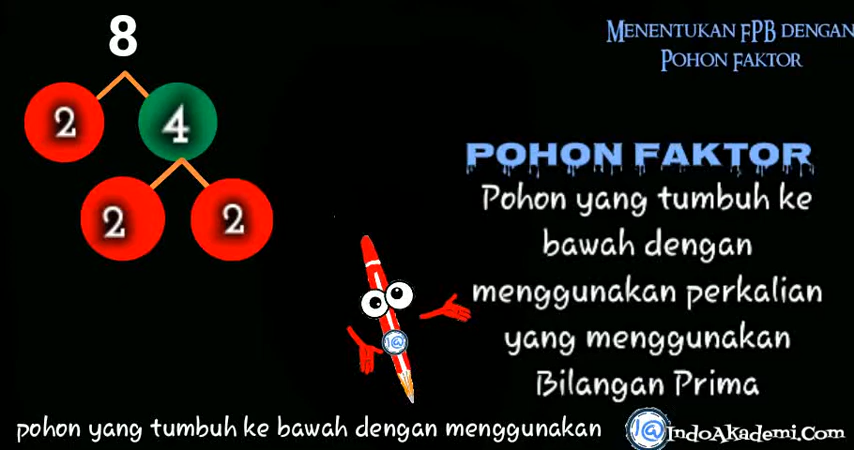 8
MENENTUKAN FPB DENGAN
POHON FAKTOR
2 4
2 2
POHON FAKTOR
Pohon yang tumbuh ke
bawah dengan
menggunakan perkalian
yang menggunakan
Bilangan Prima
1@
pohon yang tumbuh ke bawah dengan menggunakan
1@ IndoAkademi.Com